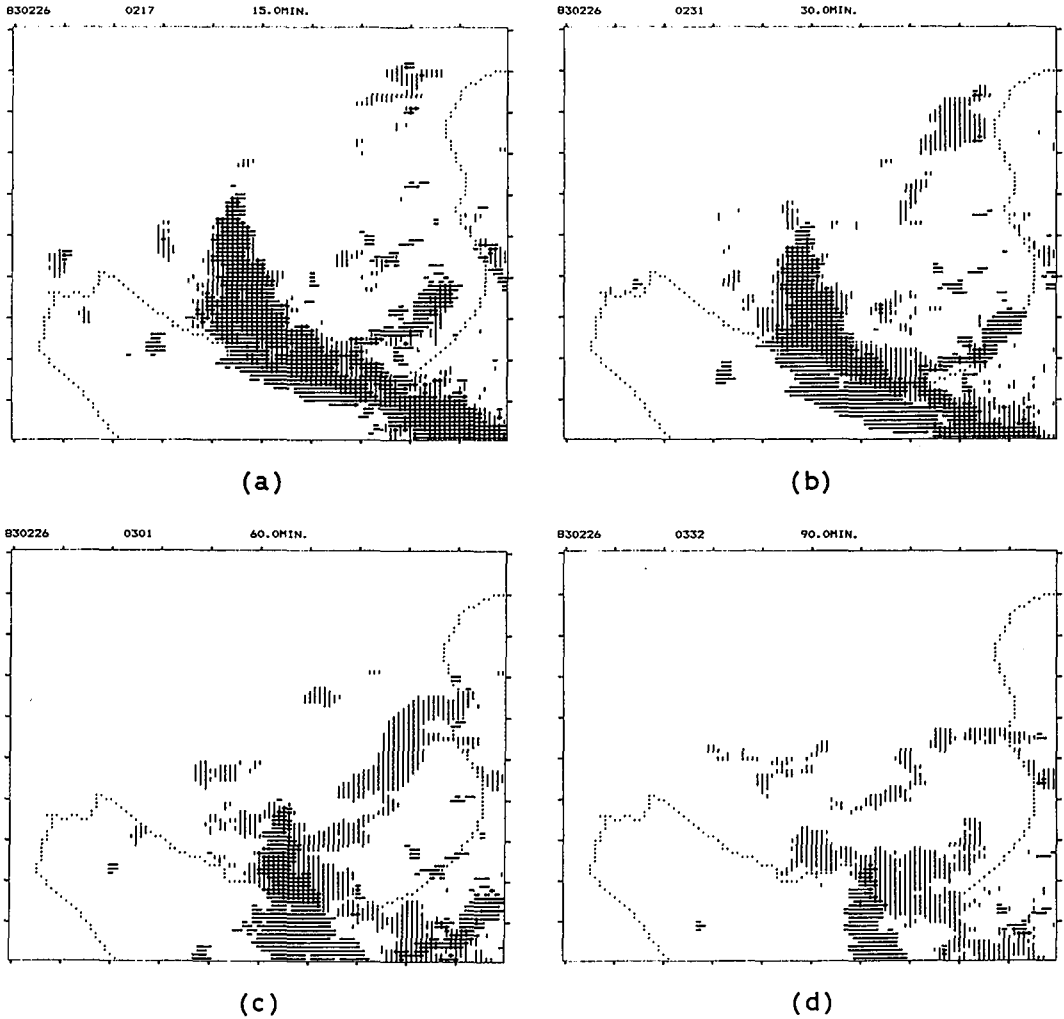 830226 0217 15.0MIN.
830226 0231 30.0MIN.
(a)
(b)
830226 0301 60.0MIN.
830226 0332 90.0MIN.
(c)
(d)